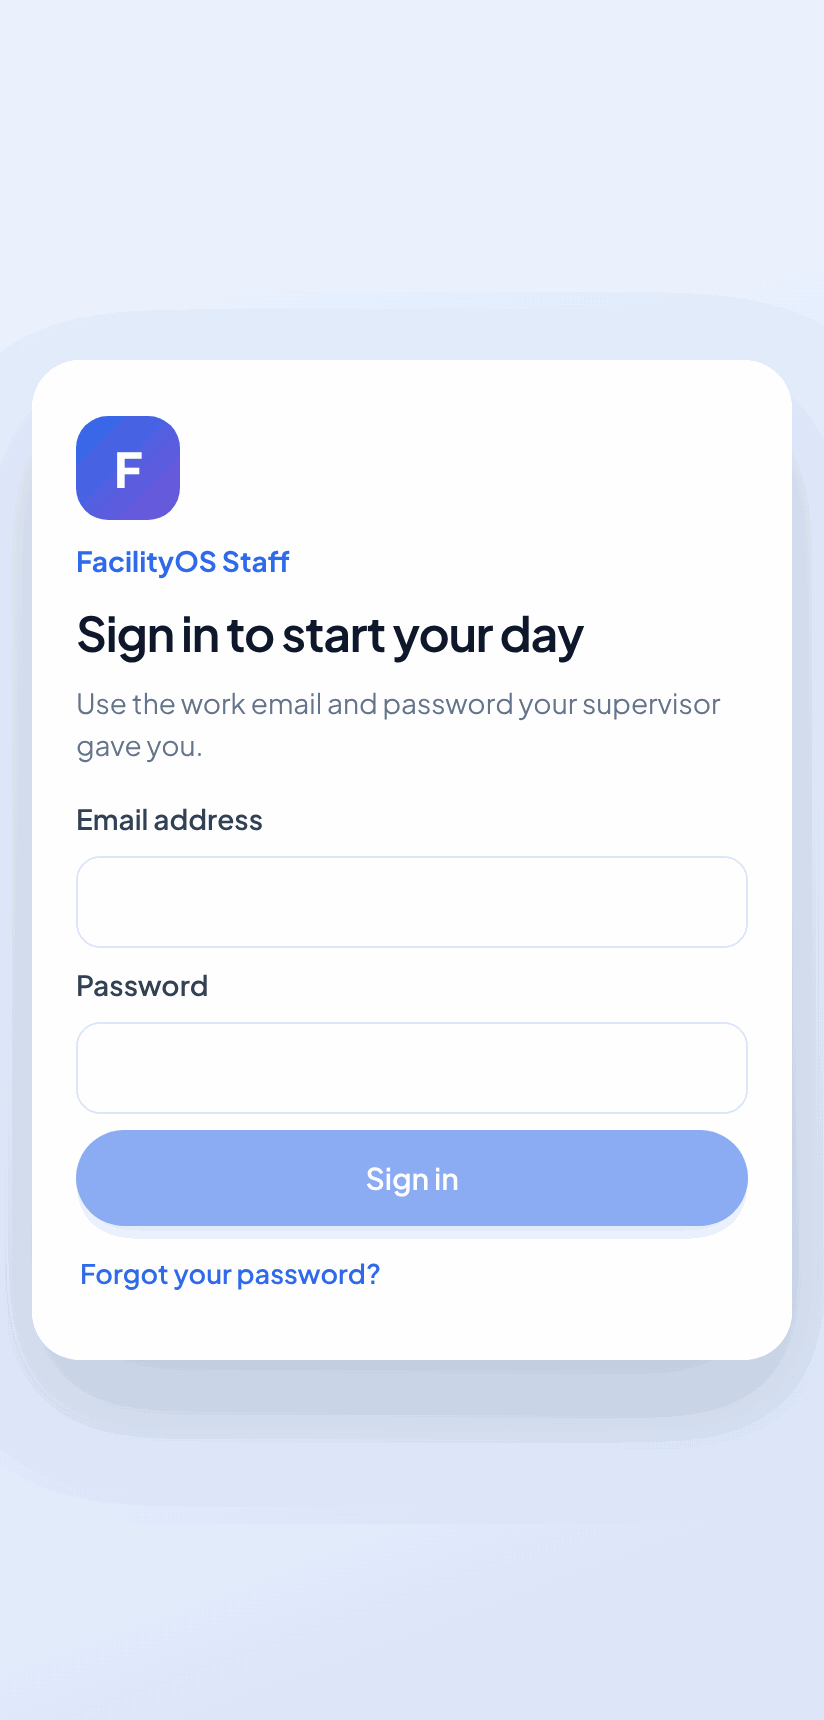 F
FacilityOS Staff
Sign in to start your day
Use the work email and password your supervisor
gave you.
Email address
Password
Sign in
Forgot your password?